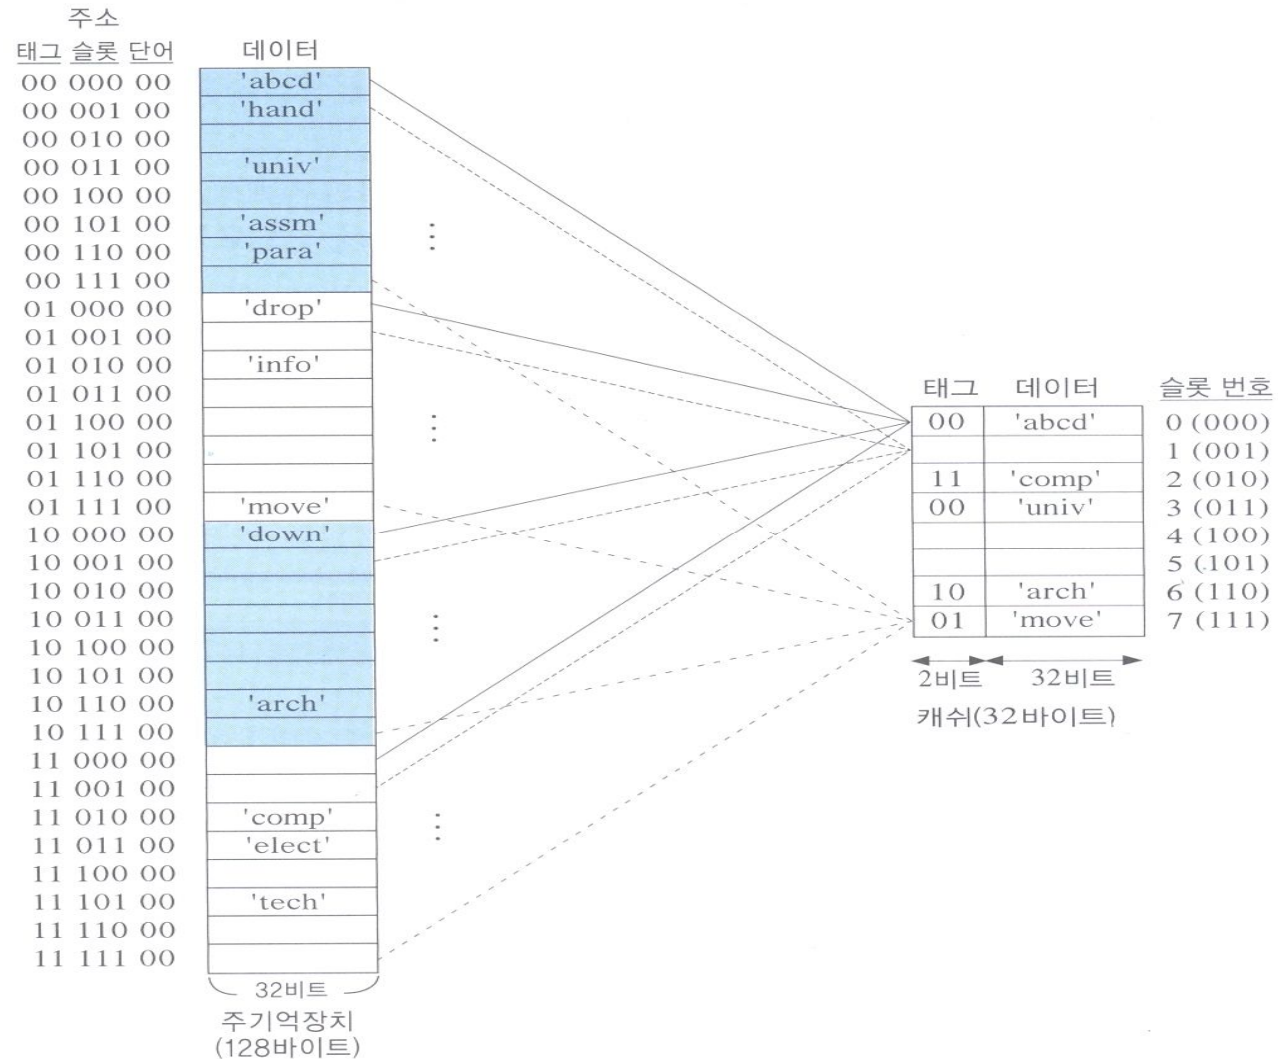 주소
태그 슬롯 단어 데이터
00 000 00 'abcd'
00 001 00 'hand'
00 010 00
00 011 00 'univ'
00 100 00
00 101 00 'assm'
00 110 00 'para'
00 111 00
01 000 00 'drop'
01 001 00
01 010 00 'info'
01 011 00
01 100 00
01 101 00
01 110 00
01 111 00 'move'
10 000 00 'down'
10 001 00
10 010 00
10 011 00
10 100 00
10 101 00
10 110 00 'arch'
10 111 00
11 000 00
11 001 00
11 010 00 'comp'
11 011 00 'elect'
11 100 00
11 101 00 'tech'
11 110 00
11 111 00
32비트
주기억장치
(128바이트)
태그 데이터 슬롯 번호
00 'abcd' 0 (000)
1 (001)
11 'comp' 2 (010)
00 'univ' 3 (011)
4 (100)
5 (101)
10 'arch' 6 (110)
01 'move' 7 (111)
2비트 32비트
캐쉬(32바이트)